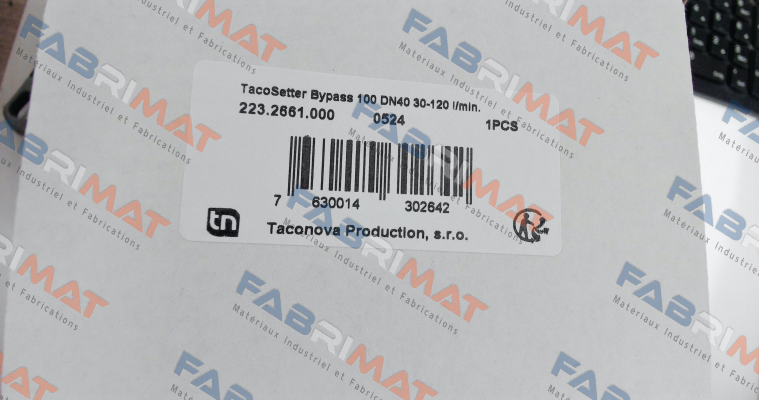 TacoSetter Bypass 100 DN40 30-120 l/min.
223.2661.000 0524 1PCS
7 630014 302642
tn
Taconova Production, s.r.o.
FABRIMAT
Matériaux Industriel et Fabrications